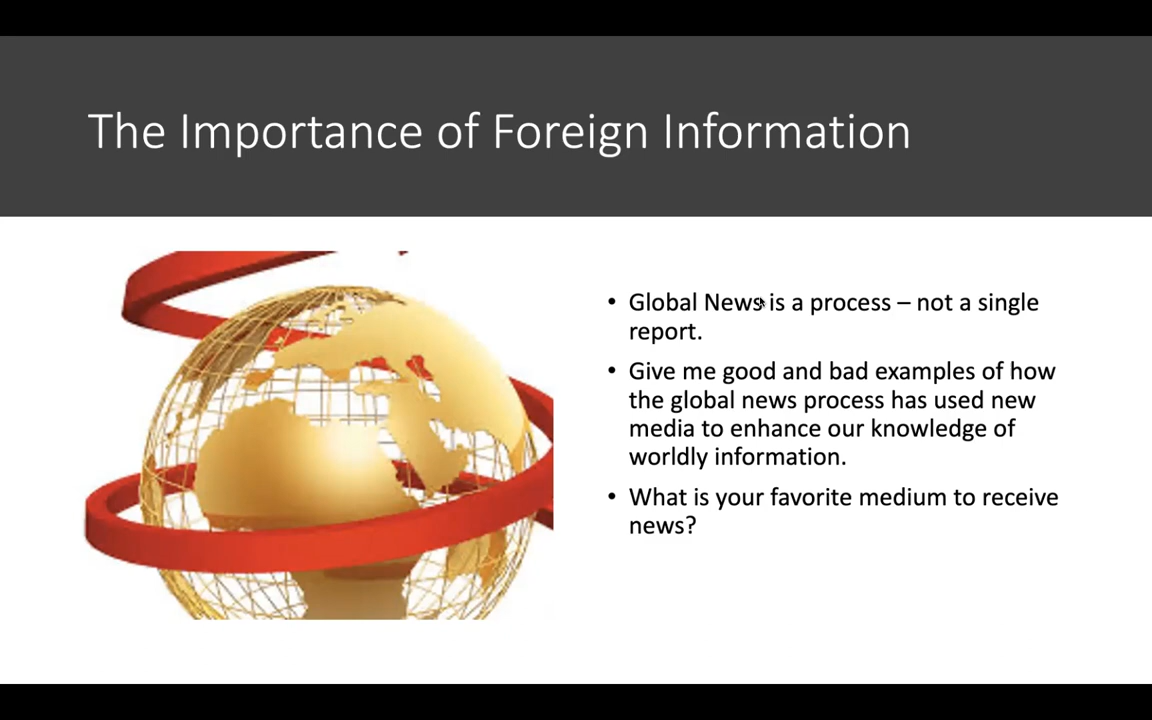 The Importance of Foreign Information
• Global News is a process – not a single
report.
• Give me good and bad examples of how
the global news process has used new
media to enhance our knowledge of
worldly information.
• What is your favorite medium to receive
news?